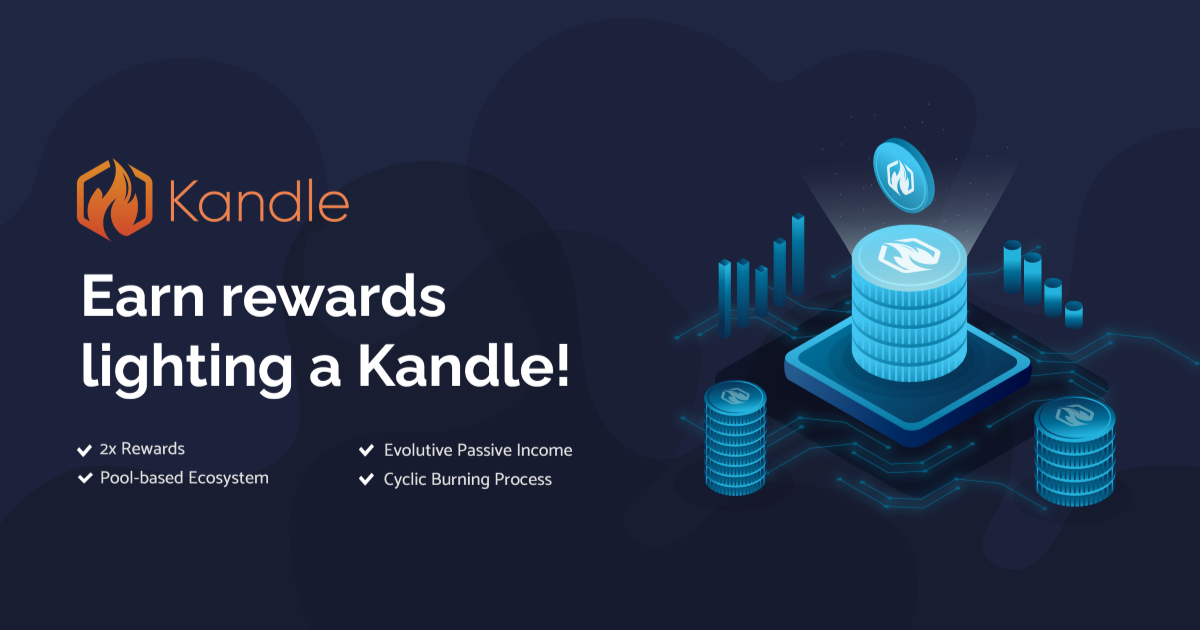 Kandle
Earn rewards
lighting a Kandle!
2x Rewards
Pool-based Ecosystem
Evolutive Passive Income
Cyclic Burning Process